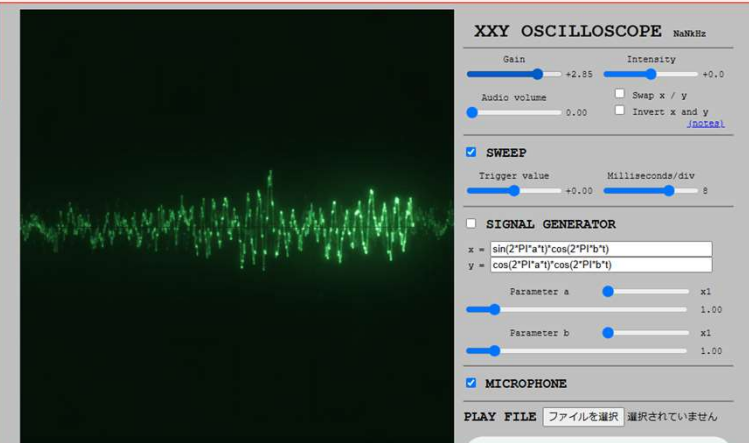 XXY OSCILLOSCOPE NaNkHz
Gain Intensity
+2.85 +0.0
Audio volume Swap x / y
0.00 Invert x and y
(notes)
SWEEP
Trigger value Milliseconds/div
+0.00 8
SIGNAL GENERATOR
x = sin(2*PI*a*t)*cos(2*PI*b*t)
y = cos(2*PI*a*t)*cos(2*PI*b*t)
Parameter a x1
1.00
Parameter b x1
1.00
MICROPHONE
PLAY FILE ファイルを選択 選択されていません